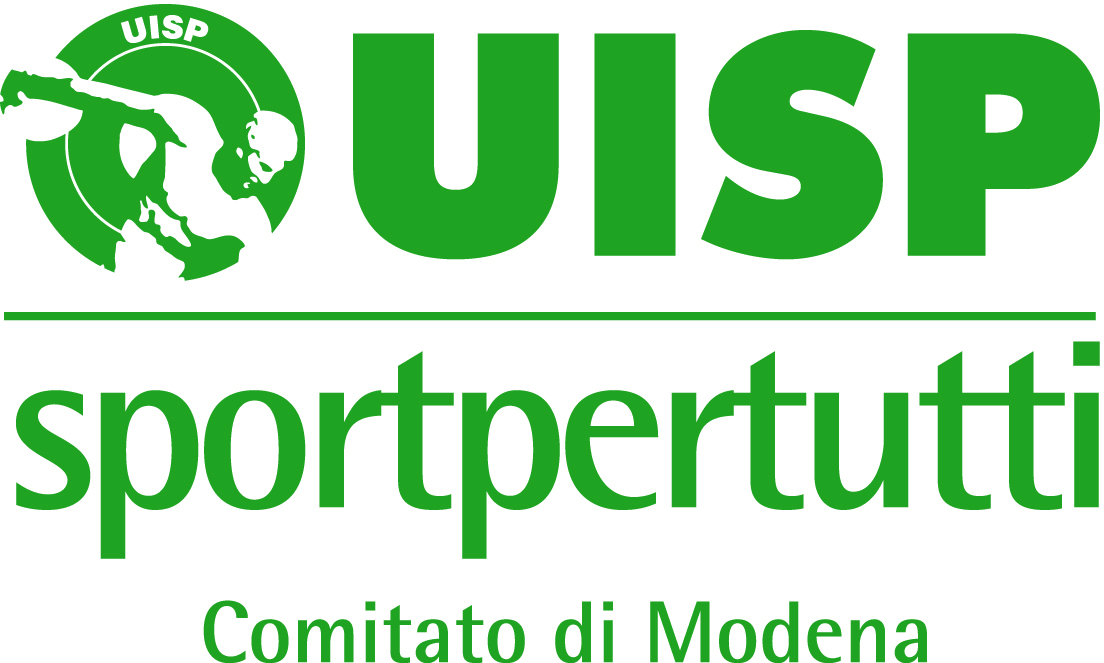 UISP
UISP
sportpertutti
Comitato di Modena